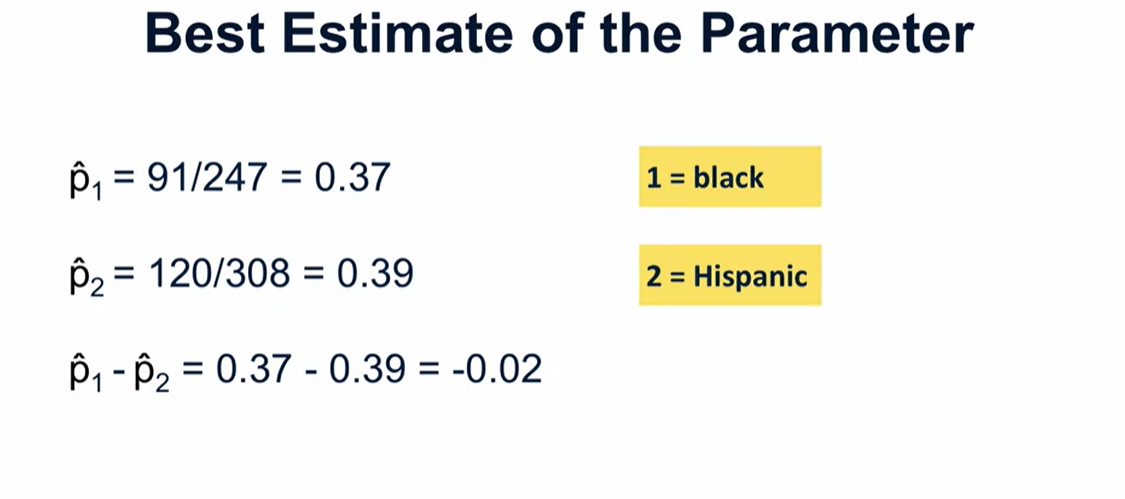 Best Estimate of the Parameter
p̂₁ = 91/247 = 0.37
1 = black
p̂₂ = 120/308 = 0.39
2 = Hispanic
p̂₁ - p̂₂ = 0.37 - 0.39 = -0.02